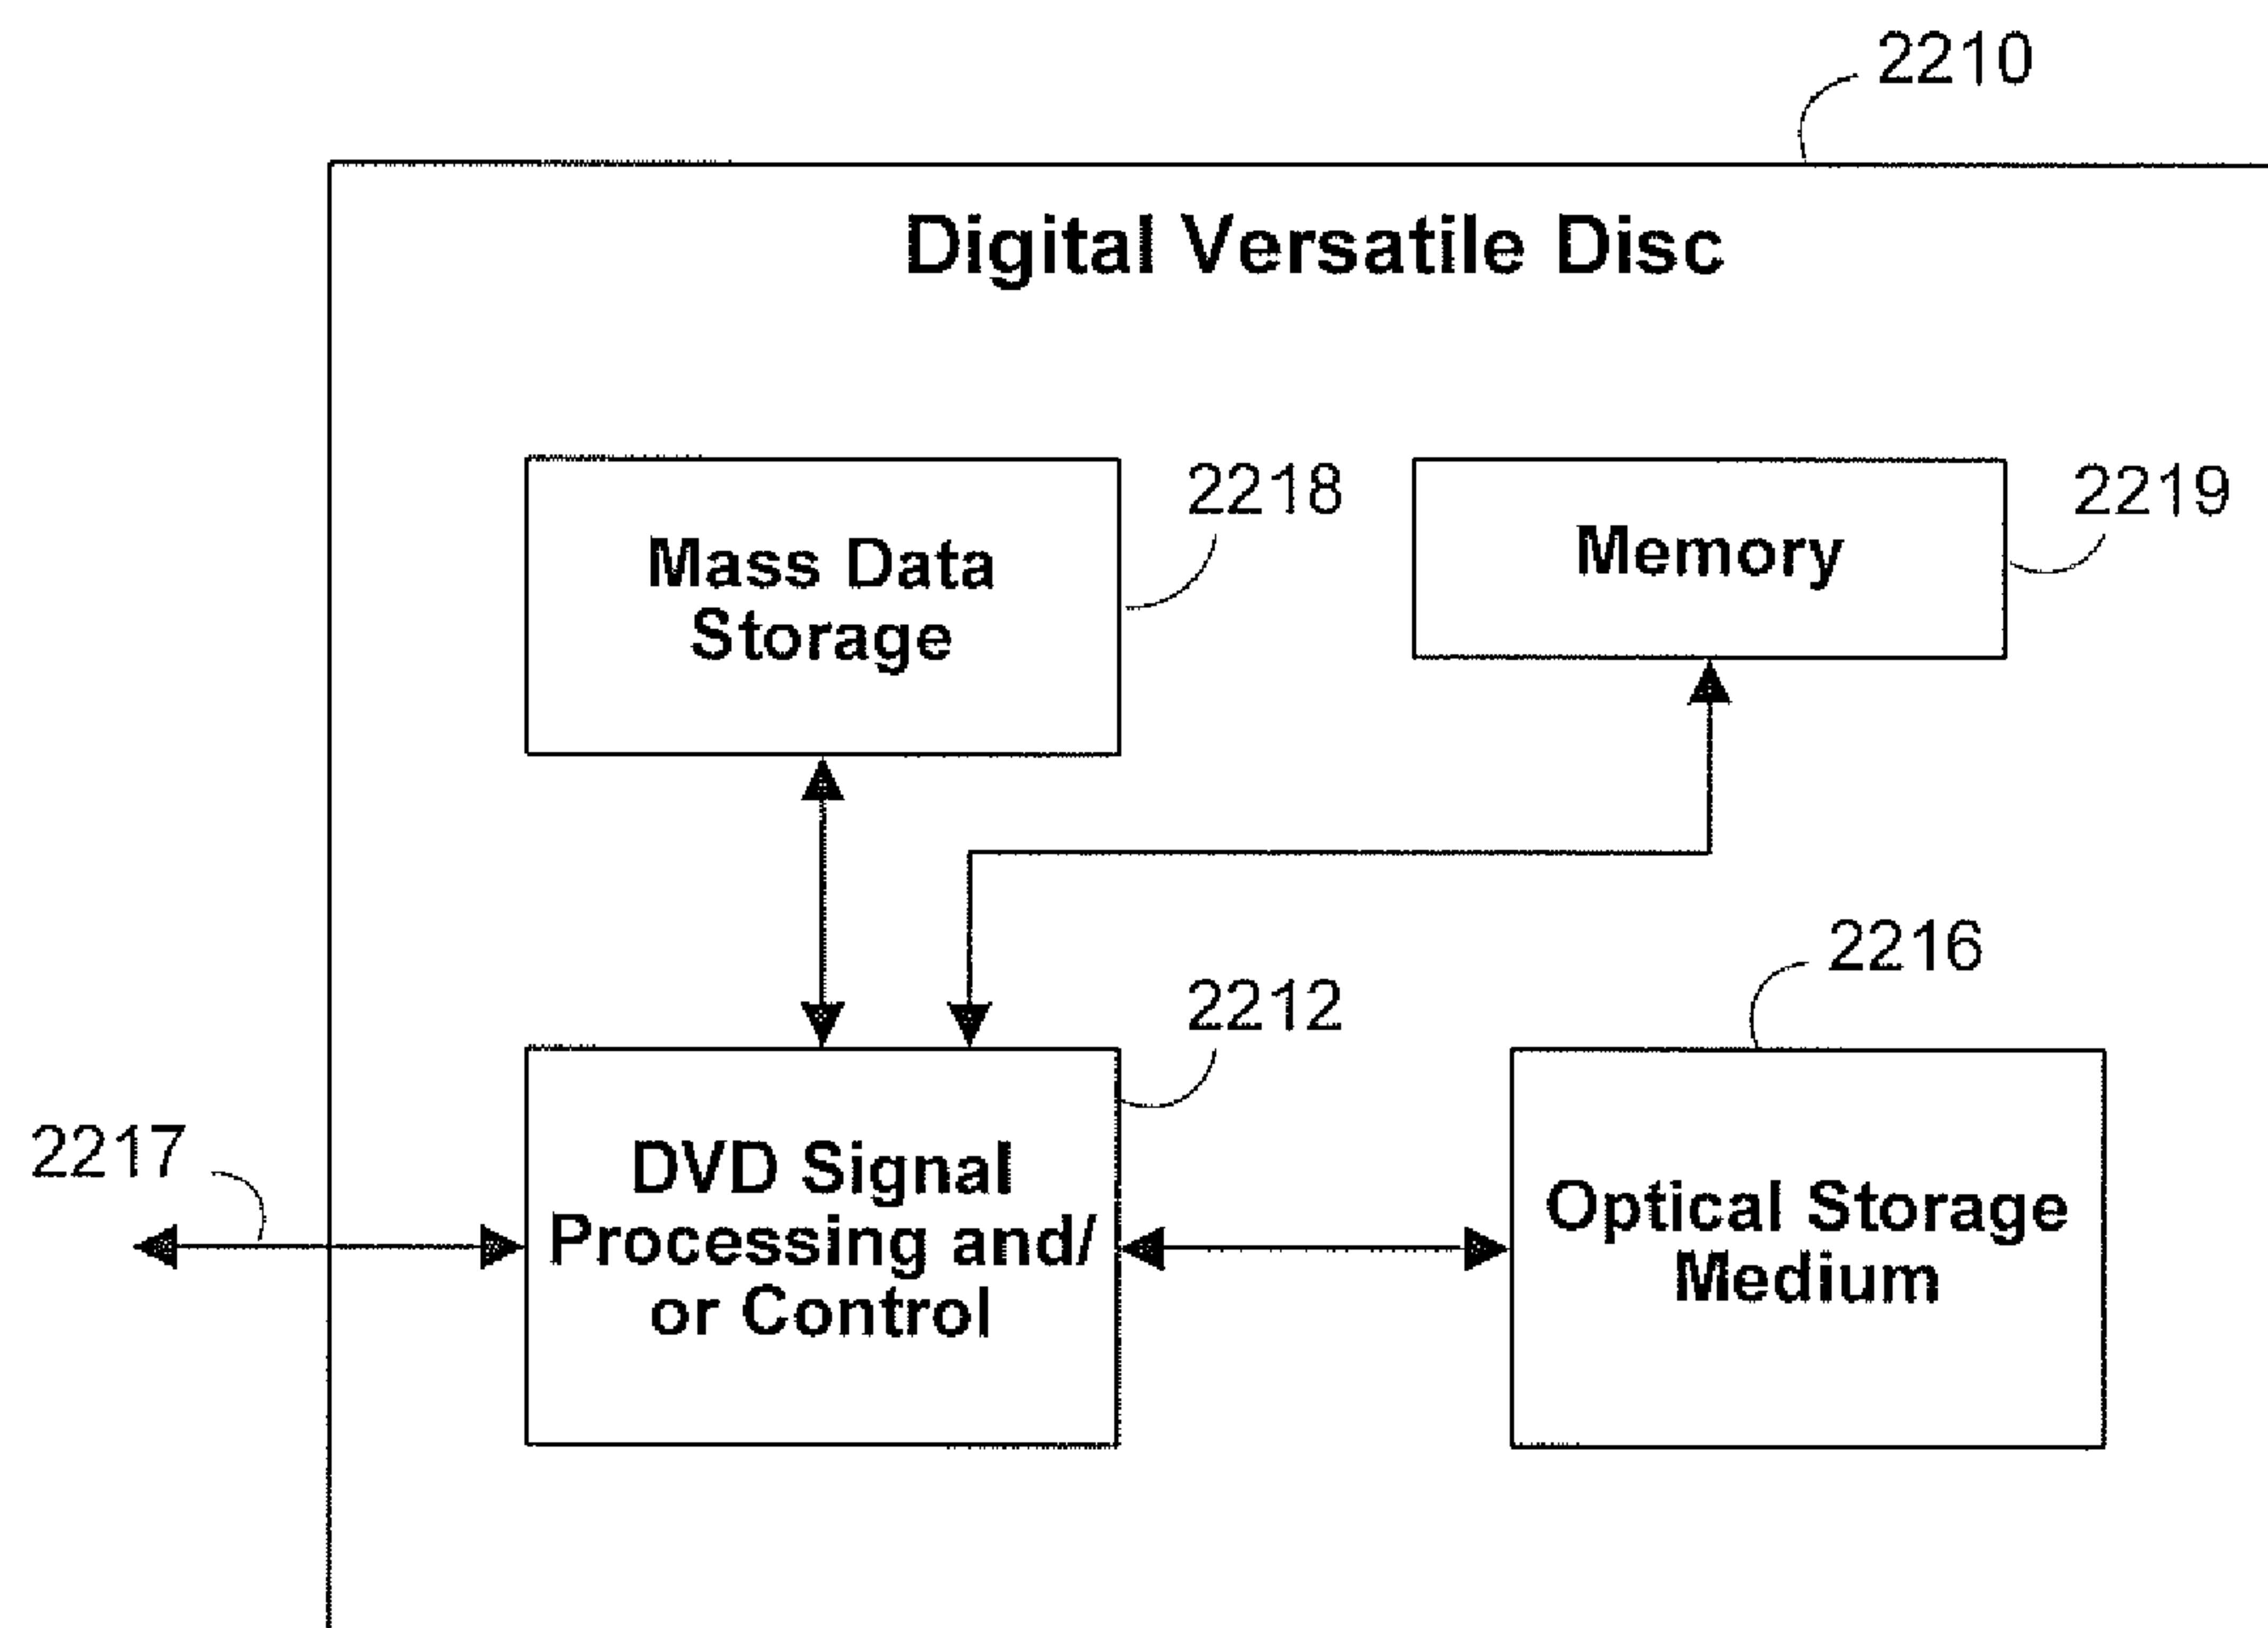 2210
Digital Versatile Disc
2218
2219
Mass Data
Storage
Memory
2216
2212
2217
DVD Signal
Processing and/
or Control
Optical Storage
Medium